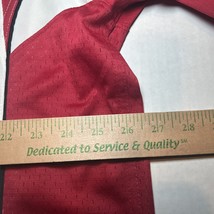 22 23 24 25 26 27 28
Dedicated to Service & Quality